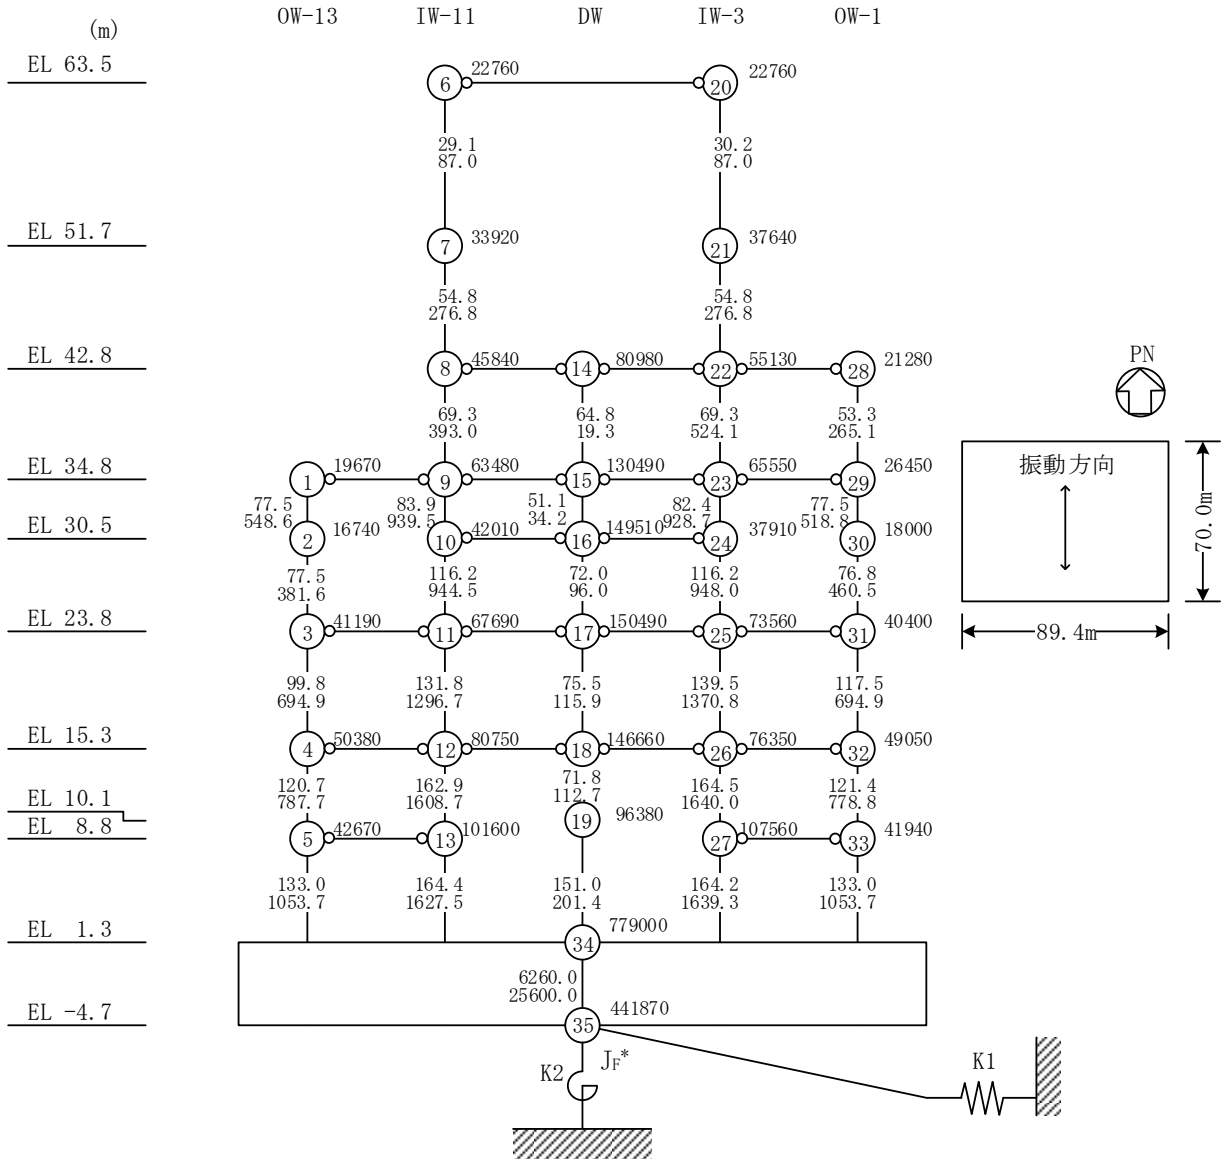 OW-13 IW-11 DW IW-3 OW-1
(m)
EL 63.5
6 22760 20 22760
29.1 30.2
87.0 87.0
EL 51.7
7 33920 21 37640
54.8 54.8
276.8 276.8
EL 42.8
8 45840 14 80980 22 55130 28 21280
PN
69.3 64.8 69.3 53.3
393.0 19.3 524.1 265.1
EL 34.8
1 19670 9 63480 15 130490 23 65550 29 26450
振動方向
77.5 83.9 51.1 82.4 77.5
548.6 939.5 34.2 928.7 518.8
EL 30.5
2 16740 10 42010 16 149510 24 37910 30 18000
70.0m
77.5 116.2 72.0 116.2 76.8
381.6 944.5 96.0 948.0 460.5
EL 23.8
3 41190 11 67690 17 150490 25 73560 31 40400
89.4m
99.8 131.8 75.5 139.5 117.5
694.9 1296.7 115.9 1370.8 694.9
EL 15.3
4 50380 12 80750 18 146660 26 76350 32 49050
120.7 162.9 71.8 164.5 121.4
787.7 1608.7 112.7 1640.0 778.8
EL 10.1
19 96380
EL 8.8
5 42670 13 101600 27 107560 33 41940
133.0 164.4 151.0 164.2 133.0
1053.7 1627.5 201.4 1639.3 1053.7
EL 1.3
34 779000
6260.0
25600.0
EL -4.7
35 441870
K2 JF* K1